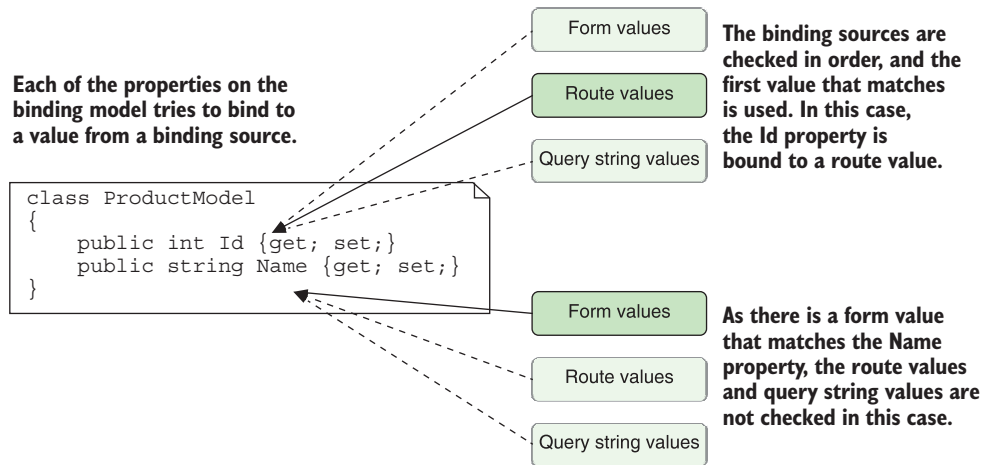 Each of the properties on the
binding model tries to bind to
a value from a binding source.
class ProductModel
{
    public int Id {get; set;}
    public string Name {get; set;}
}
Form values
Route values
Query string values
The binding sources are
checked in order, and the
first value that matches
is used. In this case,
the Id property is
bound to a route value.
Form values
Route values
Query string values
As there is a form value
that matches the Name
property, the route values
and query string values are
not checked in this case.